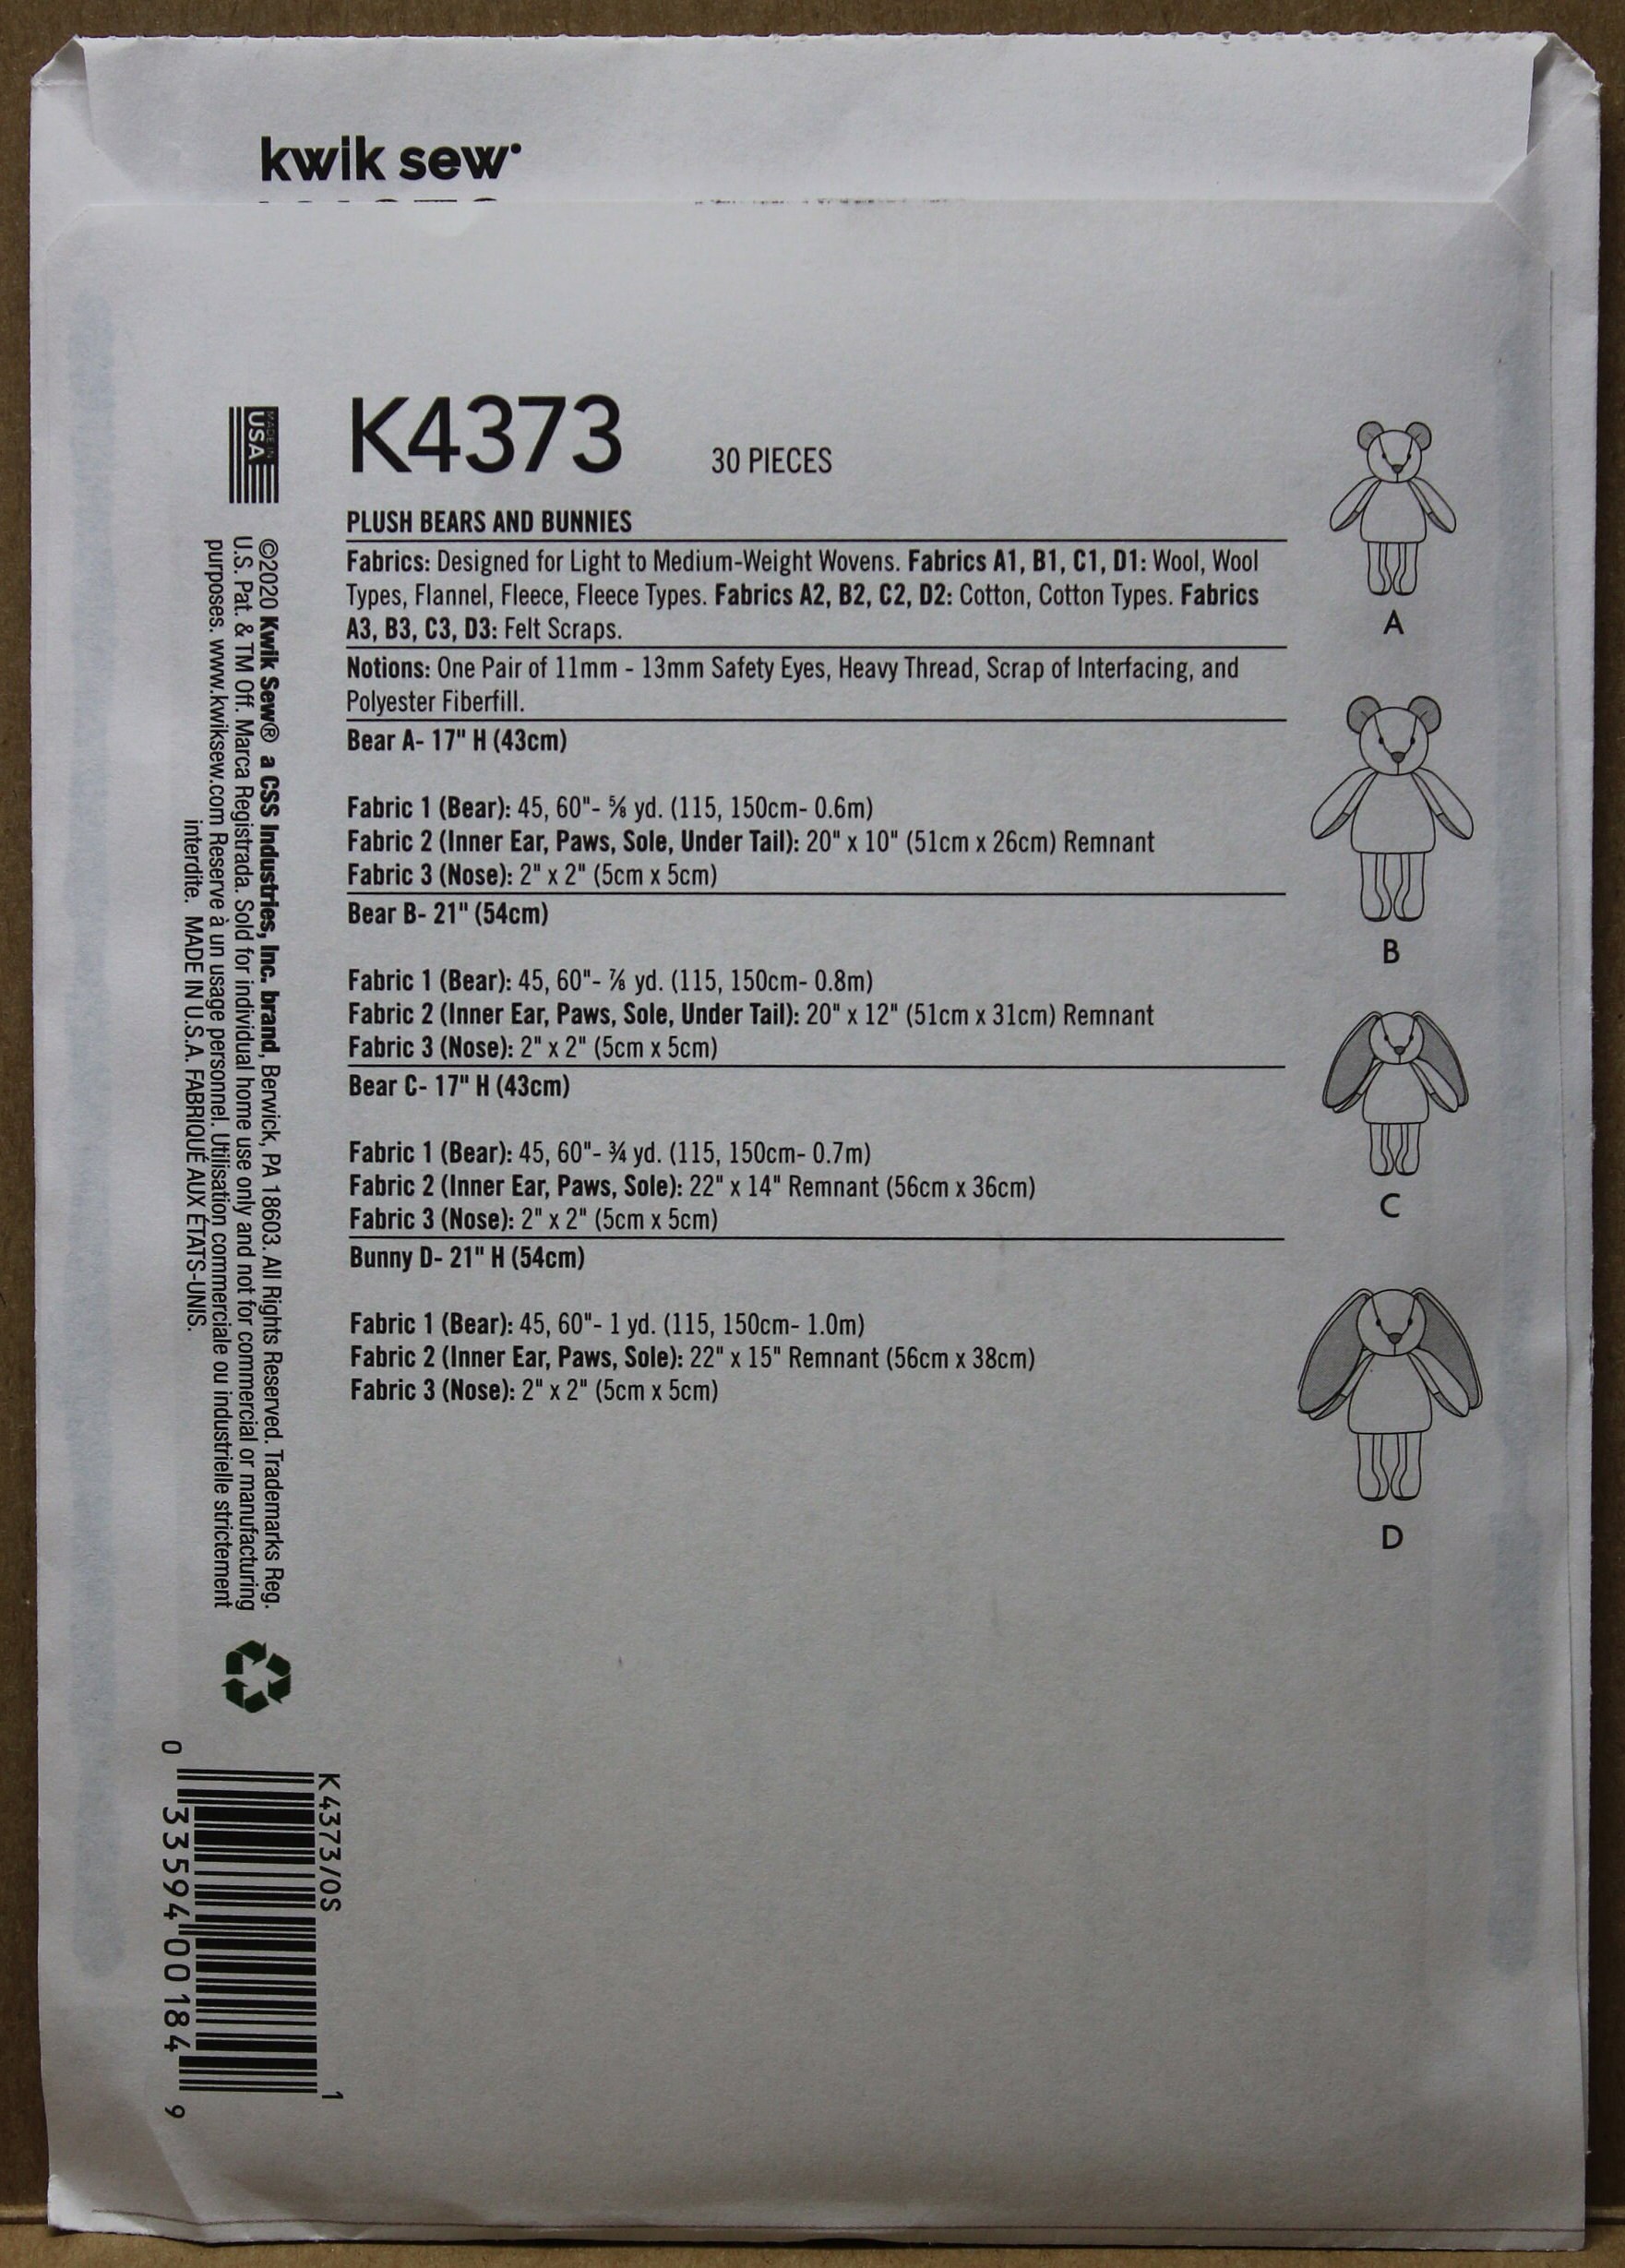 kwik sew
K4373
30 PIECES
PLUSH BEARS AND BUNNIES
Fabrics: Designed for Light to Medium-Weight Wovens. Fabrics A1, B1, C1, D1: Wool, Wool
Types, Flannel, Fleece, Fleece Types. Fabrics A2, B2, C2, D2: Cotton, Cotton Types. Fabrics
A3, B3, C3, D3: Felt Scraps.
Notions: One Pair of 11mm - 13mm Safety Eyes, Heavy Thread, Scrap of Interfacing, and
Polyester Fiberfill.
Bear A- 17" H (43cm)
Fabric 1 (Bear): 45, 60"- ⅝ yd. (115, 150cm- 0.6m)
Fabric 2 (Inner Ear, Paws, Sole, Under Tail): 20" x 10" (51cm x 26cm) Remnant
Fabric 3 (Nose): 2" x 2" (5cm x 5cm)
Bear B- 21" (54cm)
Fabric 1 (Bear): 45, 60"- ⅞ yd. (115, 150cm- 0.8m)
Fabric 2 (Inner Ear, Paws, Sole, Under Tail): 20" x 12" (51cm x 31cm) Remnant
Fabric 3 (Nose): 2" x 2" (5cm x 5cm)
Bear C- 17" H (43cm)
Fabric 1 (Bear): 45, 60"- ¾ yd. (115, 150cm- 0.7m)
Fabric 2 (Inner Ear, Paws, Sole): 22" x 14" Remnant (56cm x 36cm)
Fabric 3 (Nose): 2" x 2" (5cm x 5cm)
Bunny D- 21" H (54cm)
Fabric 1 (Bear): 45, 60"- 1 yd. (115, 150cm- 1.0m)
Fabric 2 (Inner Ear, Paws, Sole): 22" x 15" Remnant (56cm x 38cm)
Fabric 3 (Nose): 2" x 2" (5cm x 5cm)
A
B
C
D
MADE IN
USA
©2020 Kwik Sew® a CSS Industries, Inc. brand, Berwick, PA 18603. All Rights Reserved. Trademarks Reg.
U.S. Pat. & TM Off. Marca Registrada. Sold for individual home use only and not for commercial or manufacturing
purposes. www.kwiksew.com Reserve à un usage personnel. Utilisation commerciale ou industrielle strictement
interdite. MADE IN U.S.A. FABRIQUÉ AUX ÉTATS-UNIS.
K4373/OS
1
0 33594 00184 9